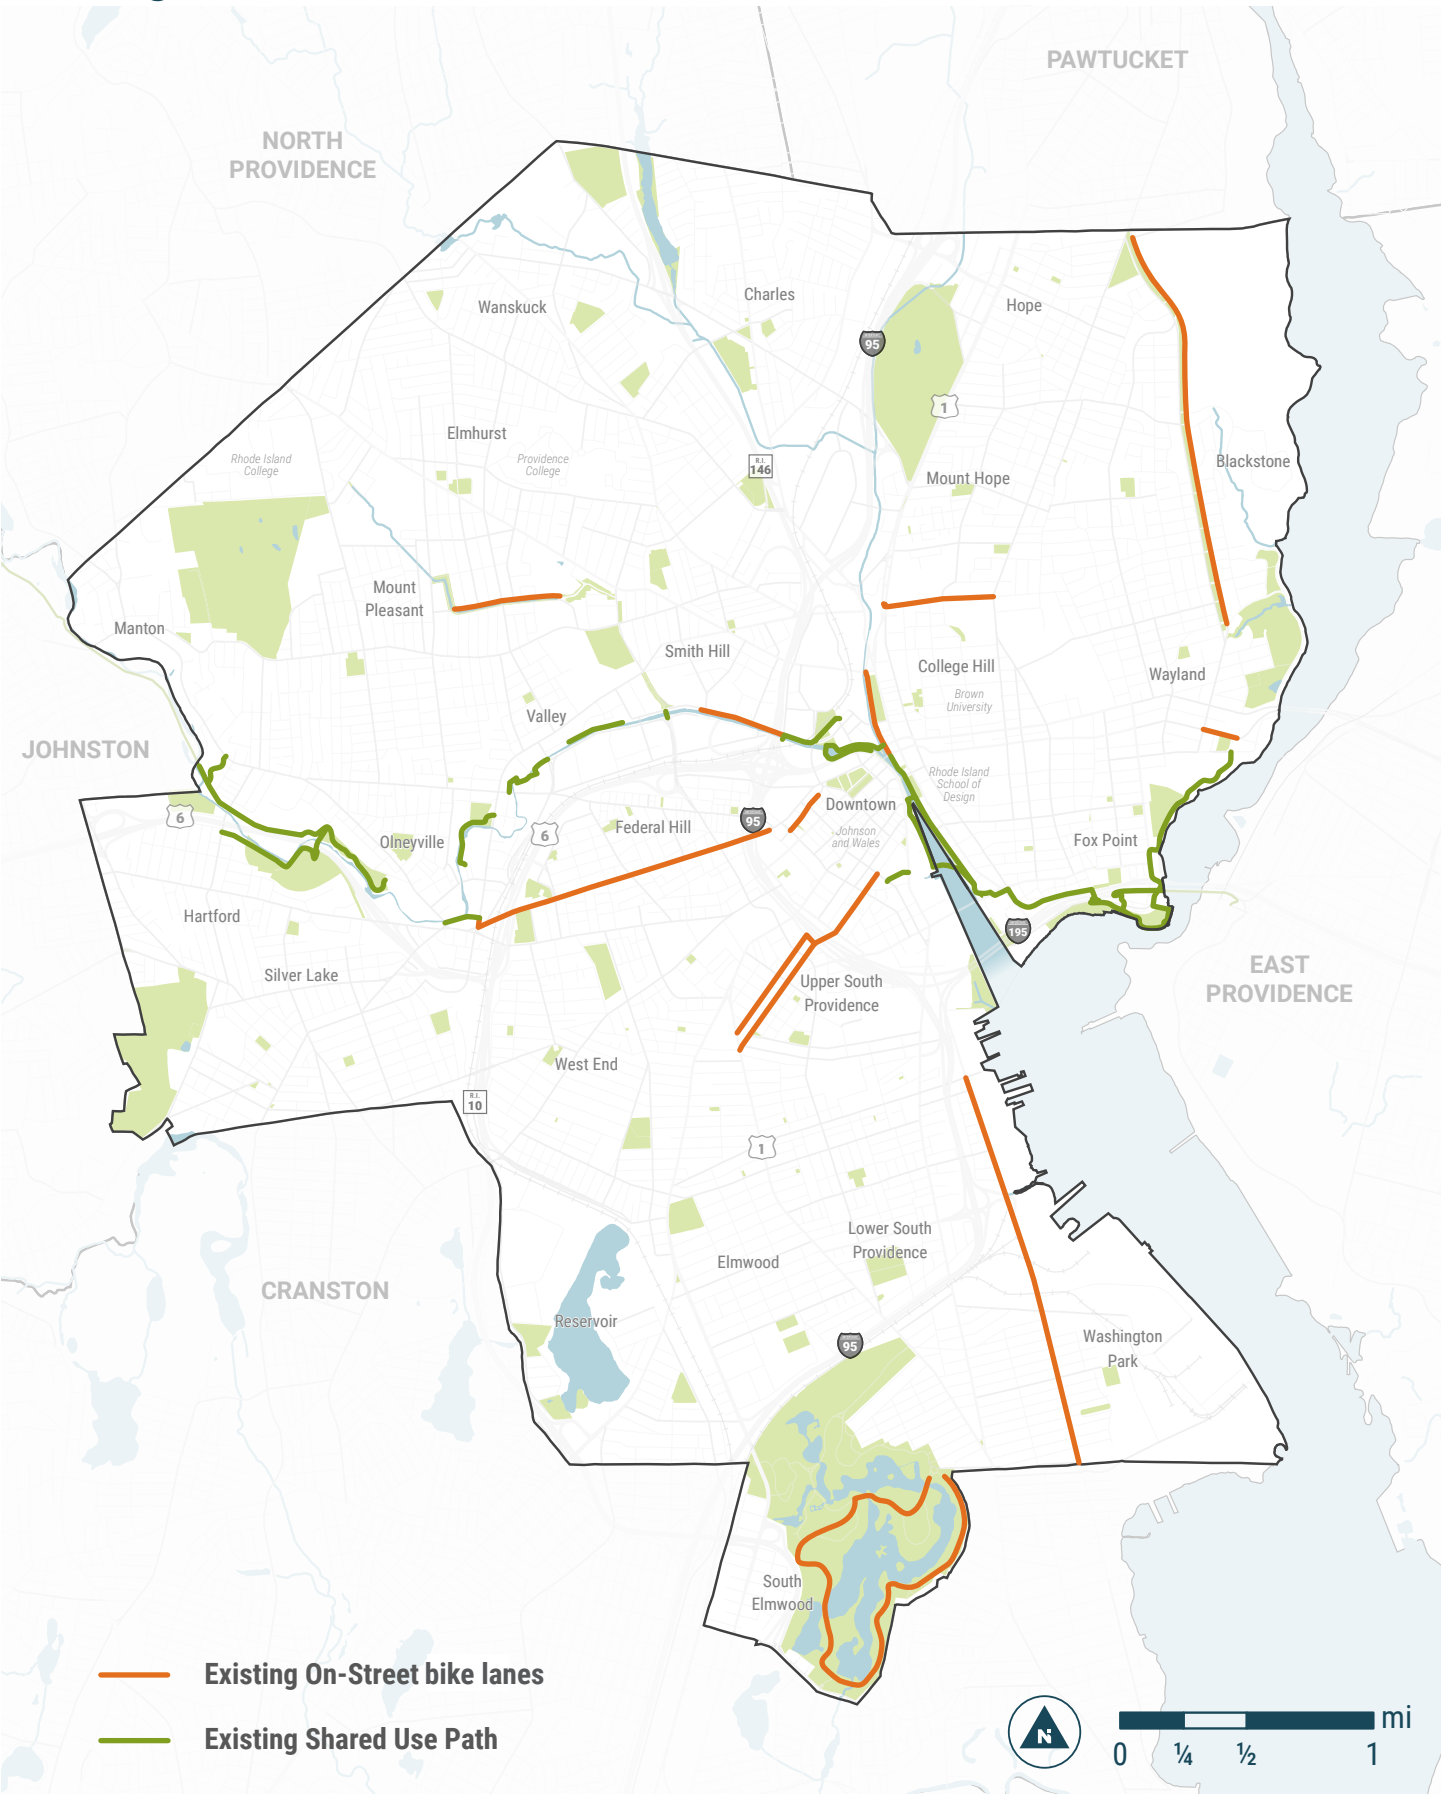 PAWTUCKET
NORTH
PROVIDENCE
Charles
Hope
Wanskuck
95
1
Elmhurst
Rhode Island
College
Providence
College
R.I.
146
Blackstone
Mount Hope
Mount
Pleasant
Manton
Smith Hill
College Hill
Wayland
Brown
University
Valley
JOHNSTON
Rhode Island
School of
Design
6
Downtown
95
Federal Hill
6
Johnson
and Wales
Olneyville
Fox Point
Hartford
195
Silver Lake
EAST
PROVIDENCE
Upper South
Providence
West End
R.I.
10
1
Lower South
Providence
Elmwood
CRANSTON
Reservoir
95
Washington
Park
South
Elmwood
Existing On-Street bike lanes
Existing Shared Use Path
N
mi
0
¼
½
1